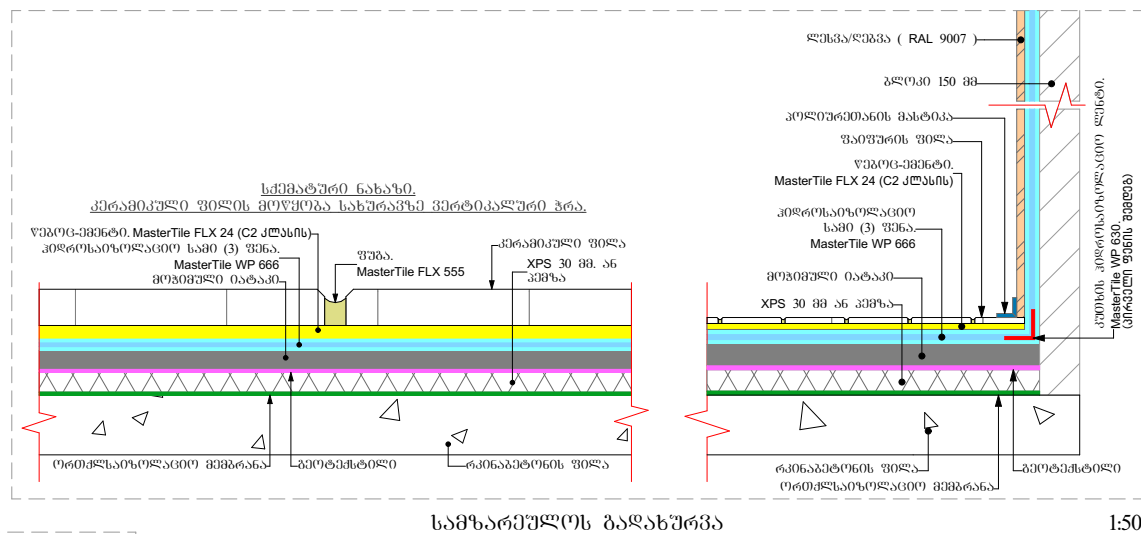 ლესვა/ღებვა ( RAL 9007 )
ბლოკი 150 მმ
პოლიურეთანის მასტიკა
ფაიფურის ფილა
წებოც-ემენტი.
MasterTile FLX 24 (C2 კლასის)
ჰიდროსაიზოლაციო
სამი (3) ფენა.
MasterTile WP 666
მოჭიმული იატაკი
XPS 30 მმ ან პემზა
კუთხის ჰიდროსაიზოლაციო ლენტი.
MasterTile WP 630.
(პირველი ფენის შემდეგ)
სქემატური ნახაზი.
კერამიკული ფილის მოწყობა სახურავზე ვერტიკალური ჭრა.
წებოც-ემენტი. MasterTile FLX 24 (C2 კლასის)
ჰიდროსაიზოლაციო სამი (3) ფენა.
MasterTile WP 666
მოჭიმული იატაკი
ფუგა.
MasterTile FLX 555
კერამიკული ფილა
XPS 30 მმ. ან
პემზა
ორთქლსაიზოლაციო მემბრანა
გეოტექსტილი
რკინაბეტონის ფილა
რკინაბეტონის ფილა
გეოტექსტილი
ორთქლსაიზოლაციო მემბრანა
სამზარეულოს გადახურვა
1:50